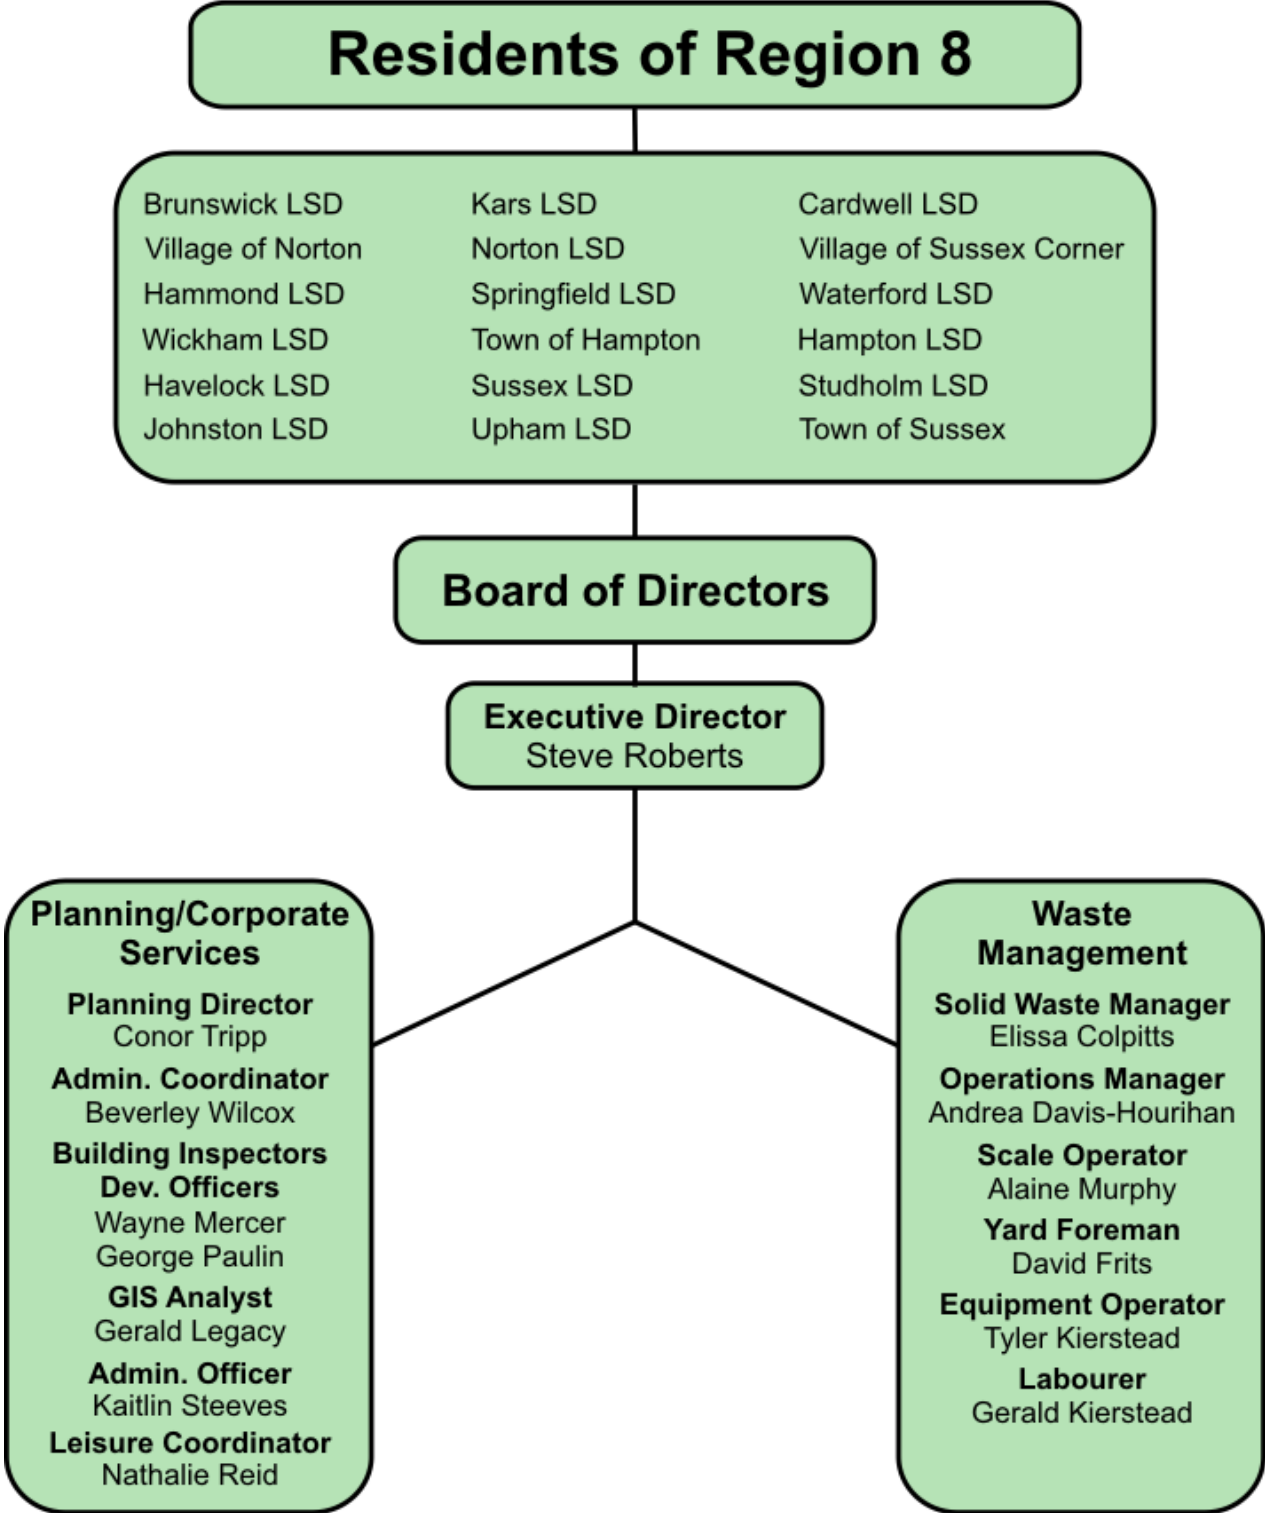 Residents of Region 8
Brunswick LSD
Village of Norton
Hammond LSD
Wickham LSD
Havelock LSD
Johnston LSD
Kars LSD
Norton LSD
Springfield LSD
Town of Hampton
Sussex LSD
Upham LSD
Cardwell LSD
Village of Sussex Corner
Waterford LSD
Hampton LSD
Studholm LSD
Town of Sussex
Board of Directors
Executive Director
Steve Roberts
Planning/Corporate
Services
Planning Director
Conor Tripp
Admin. Coordinator
Beverley Wilcox
Building Inspectors
Dev. Officers
Wayne Mercer
George Paulin
GIS Analyst
Gerald Legacy
Admin. Officer
Kaitlin Steeves
Leisure Coordinator
Nathalie Reid
Waste
Management
Solid Waste Manager
Elissa Colpitts
Operations Manager
Andrea Davis-Hourihan
Scale Operator
Alaine Murphy
Yard Foreman
David Frits
Equipment Operator
Tyler Kierstead
Labourer
Gerald Kierstead